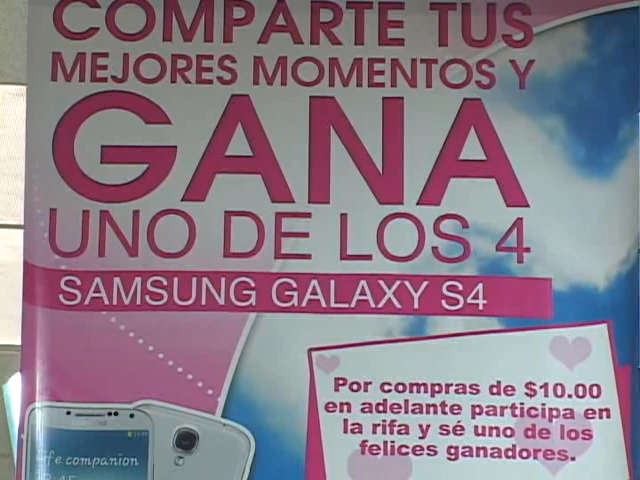 COMPARTE TUS
MEJORES MOMENTOS Y
GANA
UNO DE LOS 4
SAMSUNG GALAXY S4
Por compras de $10.00
en adelante participa en
la rifa y sé uno de los
felices ganadores.
life companion